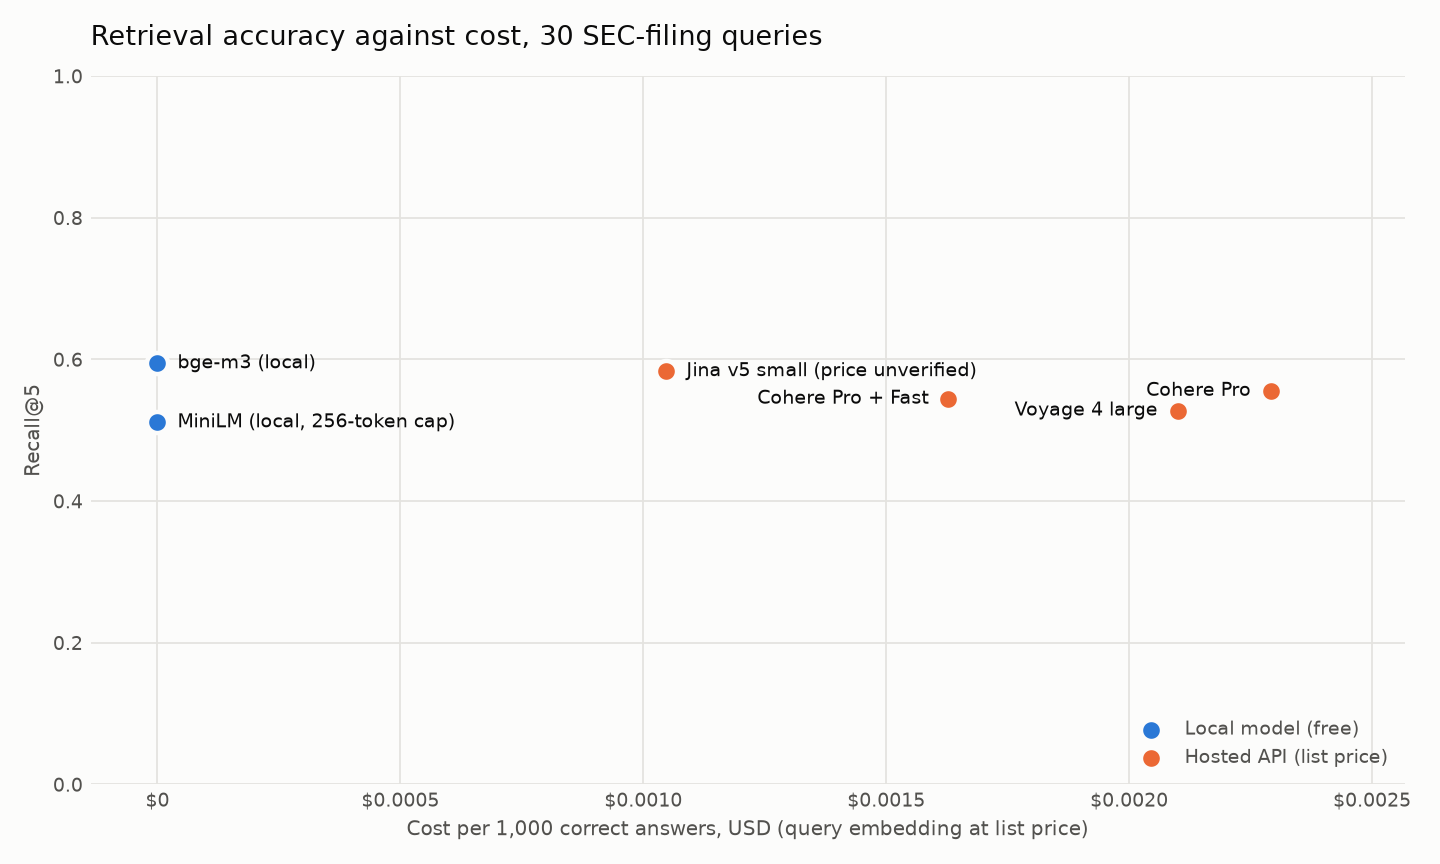 Retrieval accuracy against cost, 30 SEC-filing queries
1.0
0.8
0.6
0.4
0.2
0.0
Recall@5
bge-m3 (local)
MiniLM (local, 256-token cap)
Jina v5 small (price unverified)
Cohere Pro + Fast
Cohere Pro
Voyage 4 large
Local model (free)
Hosted API (list price)
$0
$0.0005
$0.0010
$0.0015
$0.0020
$0.0025
Cost per 1,000 correct answers, USD (query embedding at list price)